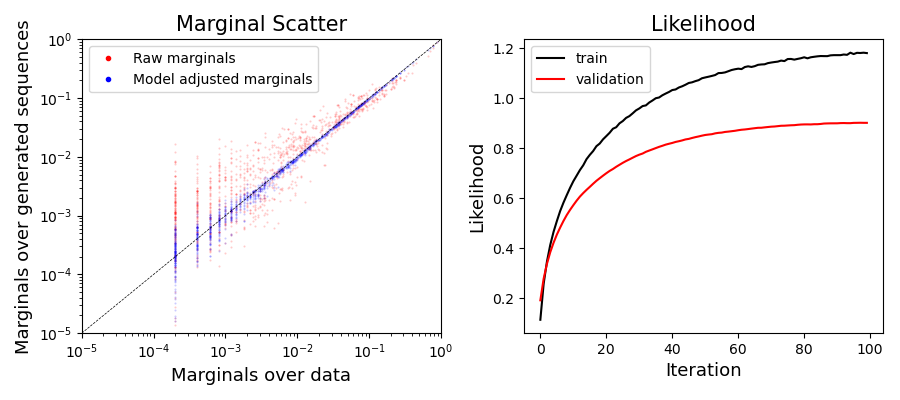 Marginal Scatter
Marginals over generated sequences
10⁰
10⁻¹
10⁻²
10⁻³
10⁻⁴
10⁻⁵
Raw marginals
Model adjusted marginals
10⁻⁵ 10⁻⁴ 10⁻³ 10⁻² 10⁻¹ 10⁰
Marginals over data
Likelihood
Likelihood
1.2
1.0
0.8
0.6
0.4
0.2
train
validation
0 20 40 60 80 100
Iteration